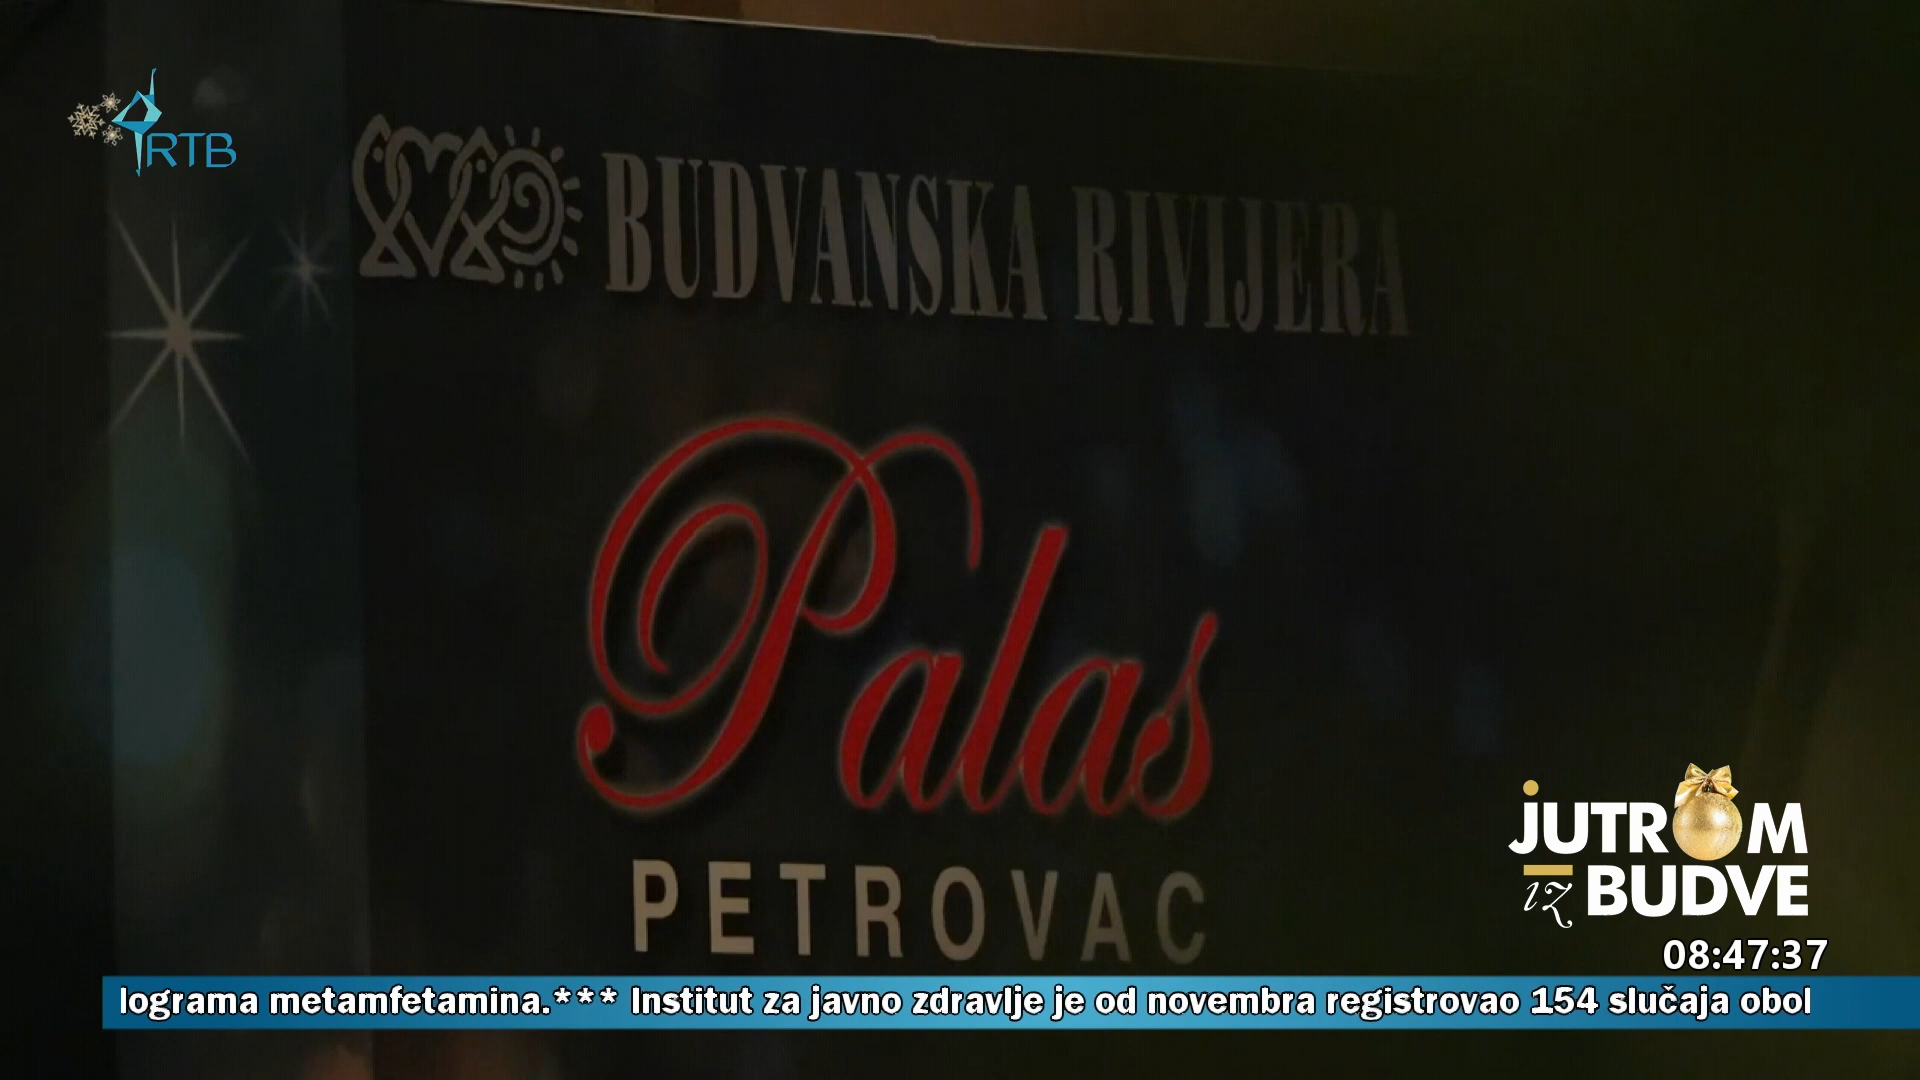 RTB
BUDVANSKA RIVIJERA
Palas
PETROVAC
JUTROM
iz BUDVE
08:47:37
lograma metamfetamina.*** Institut za javno zdravlje je od novembra registrovao 154 slučaja obol